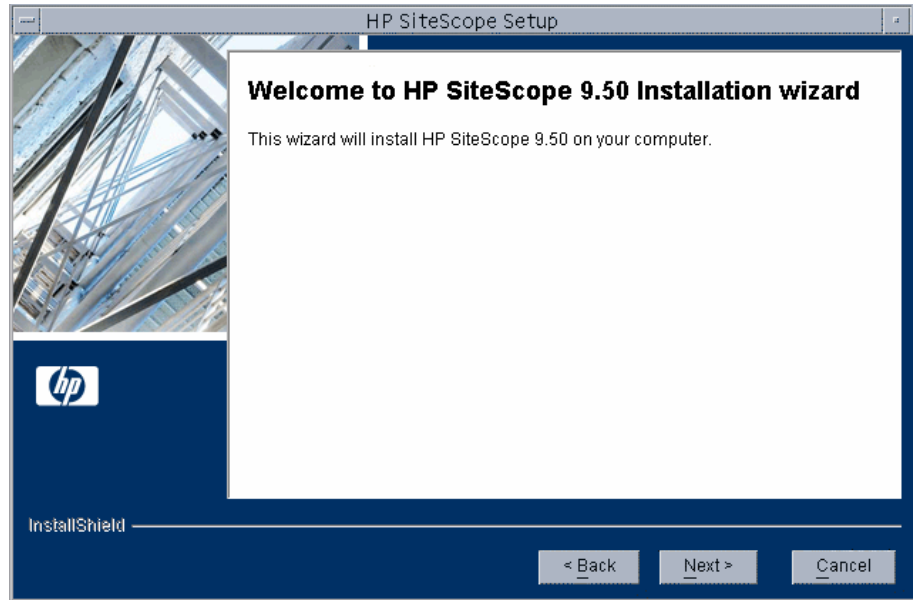 HP SiteScope Setup
Welcome to HP SiteScope 9.50 Installation wizard
This wizard will install HP SiteScope 9.50 on your computer.
hp
InstallShield
< Back
Next >
Cancel